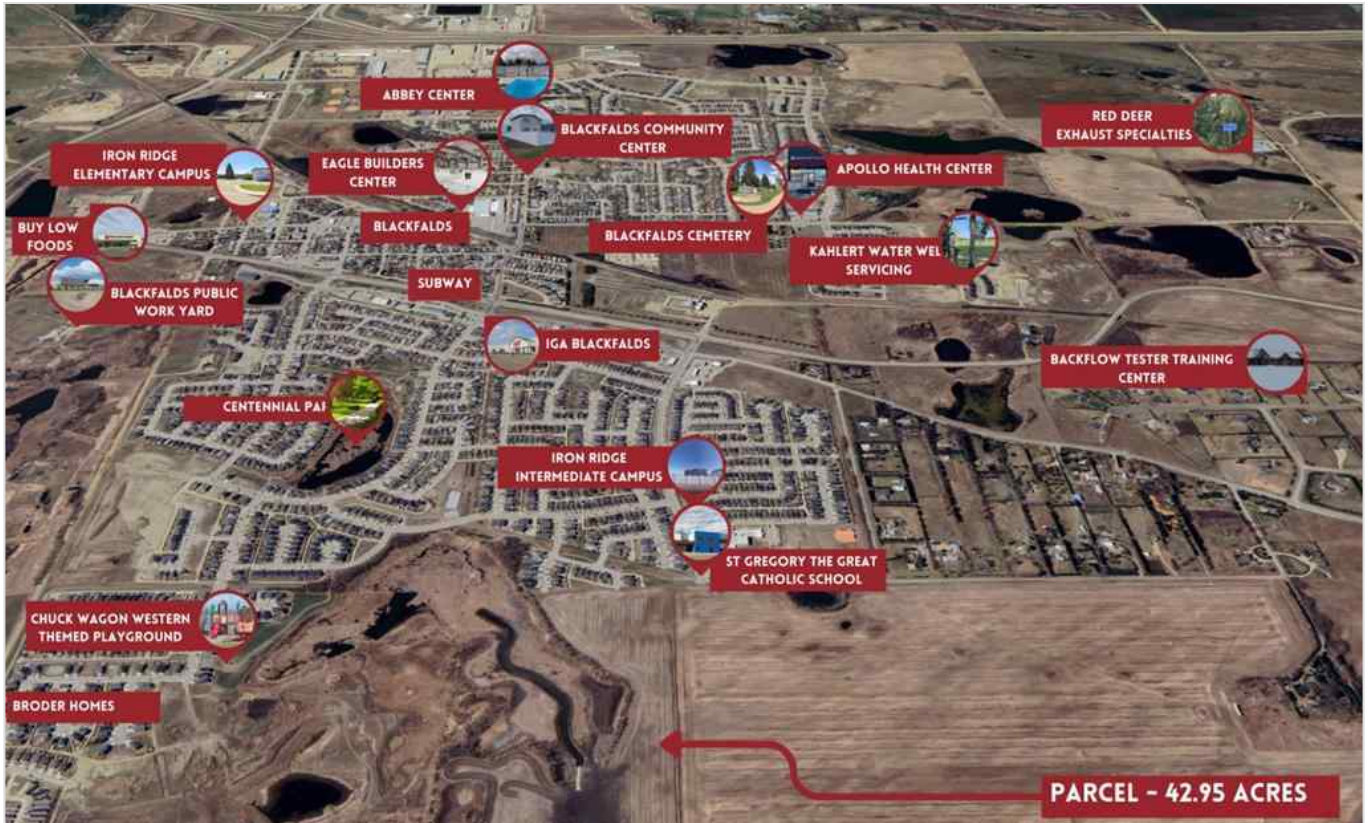 ABBEY CENTER
BLACKFALDS COMMUNITY
CENTER
RED DEER
EXHAUST SPECIALTIES
IRON RIDGE
ELEMENTARY CAMPUS
EAGLE BUILDERS
CENTER
APOLLO HEALTH CENTER
BUY LOW
FOODS
BLACKFALDS
BLACKFALDS CEMETERY
KAHLERT WATER WEL
SERVICING
BLACKFALDS PUBLIC
WORK YARD
SUBWAY
IGA BLACKFALDS
BACKFLOW TESTER TRAINING
CENTER
CENTENNIAL PAR
IRON RIDGE
INTERMEDIATE CAMPUS
ST GREGORY THE GREAT
CATHOLIC SCHOOL
CHUCK WAGON WESTERN
THEMED PLAYGROUND
BRODER HOMES
PARCEL - 42.95 ACRES